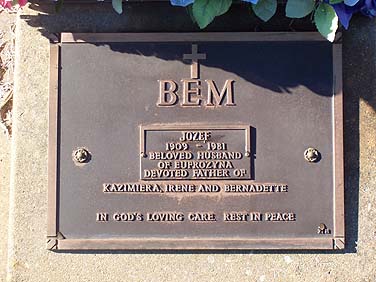 BEM
JOZEF
1909 - 1981
BELOVED HUSBAND
OF EUPROZYNA
DEVOTED FATHER OF
KAZIMIERA, IRENE AND BERNADETTE
IN GOD'S LOVING CARE. REST IN PEACE